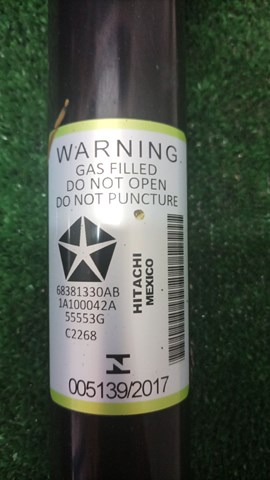 WARNING
GAS FILLED
DO NOT OPEN
DO NOT PUNCTURE
68381330AB
1A100042A
55553G
C2268
HITACHI
MEXICO
005139/2017